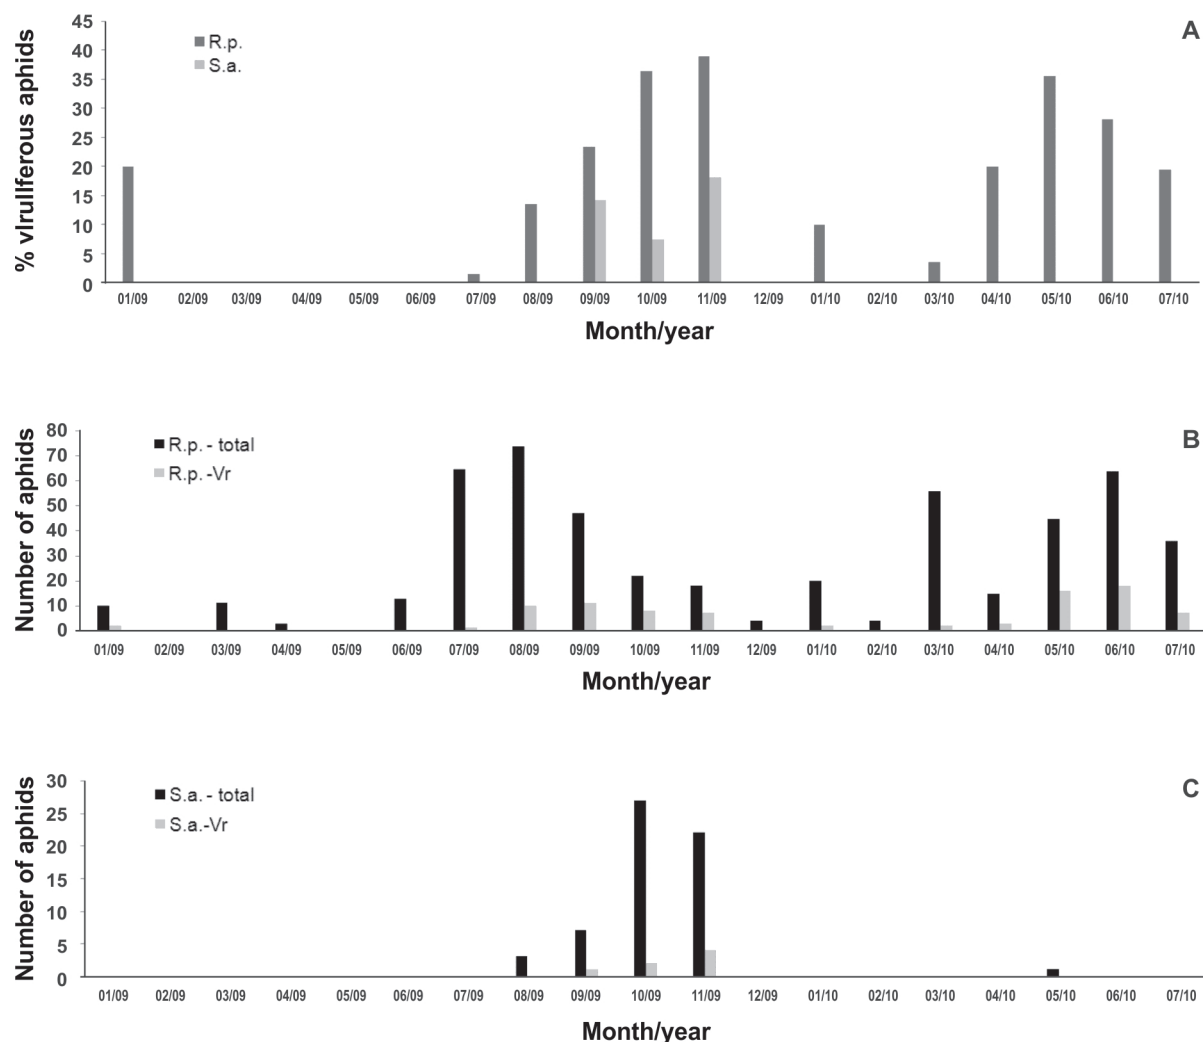 A
% vlrullferous aphids
45
40
35
30
25
20
15
10
5
0
R.p.
S.a.
01/09 02/09 03/09 04/09 05/09 06/09 07/09 08/09 09/09 10/09 11/09 12/09 01/10 02/10 03/10 04/10 05/10 06/10 07/10
Month/year
B
Number of aphids
80
70
60
50
40
30
20
10
0
R.p. - total
R.p. -Vr
01/09 02/09 03/09 04/09 05/09 06/09 07/09 08/09 09/09 10/09 11/09 12/09 01/10 02/10 03/10 04/10 05/10 06/10 07/10
Month/year
C
Number of aphids
30
25
20
15
10
5
0
S.a. - total
S.a.-Vr
01/09 02/09 03/09 04/09 05/09 06/09 07/09 08/09 09/09 10/09 11/09 12/09 01/10 02/10 03/10 04/10 05/10 06/10 07/10
Month/year